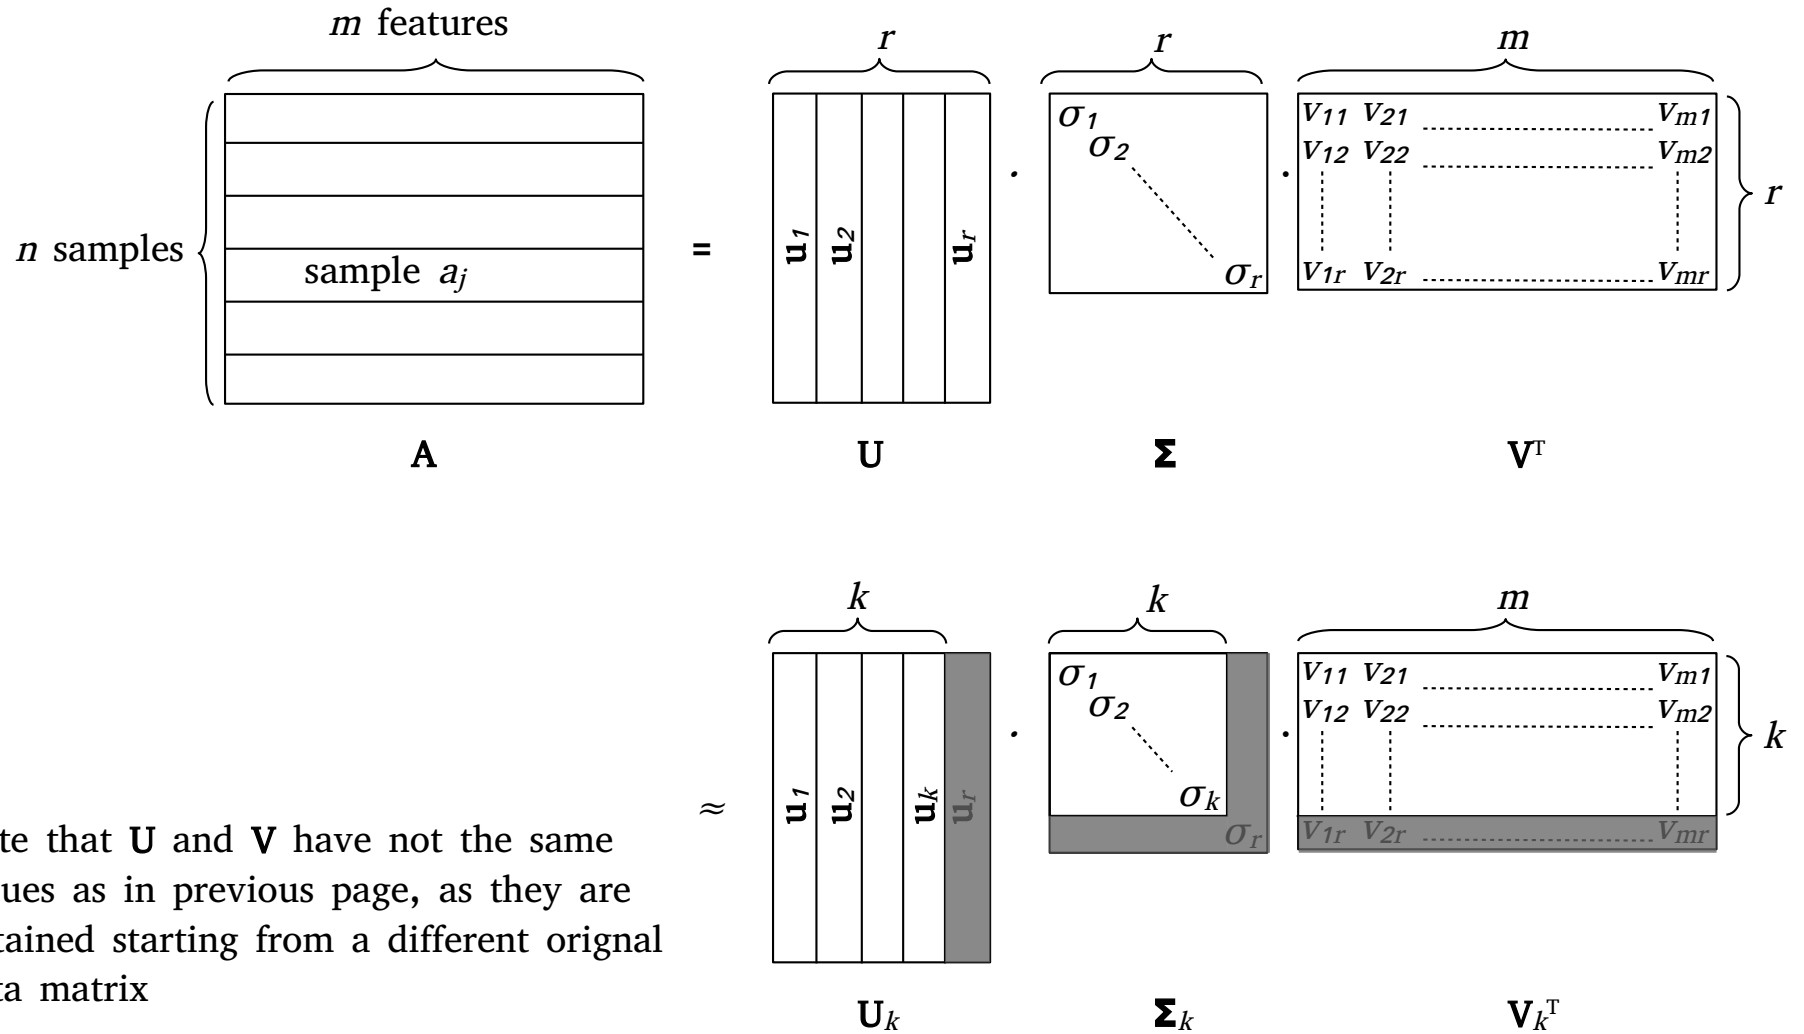 m features
r
r
m
n samples
sample aj
=
u1 u2 ur
·
σ1
σ2
σr
·
v11 v21 vm1
v12 v22 vm2
v1r v2r vmr
r
A
U
Σ
VT
k
k
m
≈
u1 u2 uk ur
·
σ1
σ2
σk
σr
·
v11 v21 vm1
v12 v22 vm2
v1r v2r vmr
k
te that U and V have not the same
ues as in previous page, as they are
tained starting from a different orignal
ta matrix
Uk
Σk
VkT